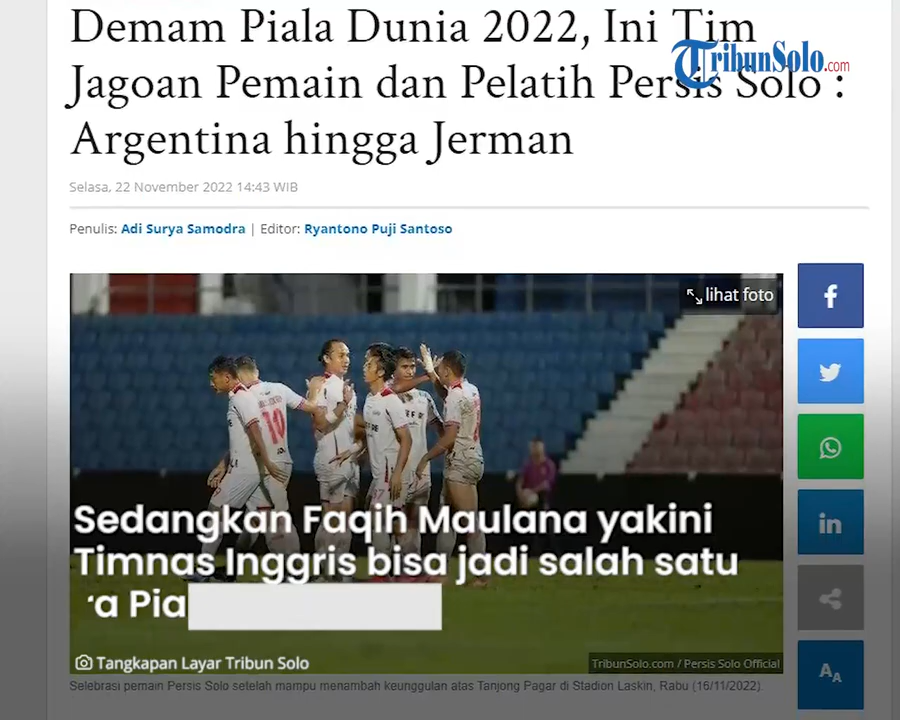 Demam Piala Dunia 2022, Ini Tim
Jagoan Pemain dan Pelatih Persis Solo :
Argentina hingga Jerman
TribunSolo.com
Selasa, 22 November 2022 14:43 WIB
Penulis: Adi Surya Samodra | Editor: Ryantono Puji Santoso
lihat foto
10
Sedangkan Faqih Maulana yakini
Timnas Inggris bisa jadi salah satu
Tangkapan Layar Tribun Solo
TribunSolo.com / Persis Solo Official
Selebrasi pemain Persis Solo setelah mampu menambah keunggulan atas Tanjong Pagar di Stadion Laskin, Rabu (16/11/2022).